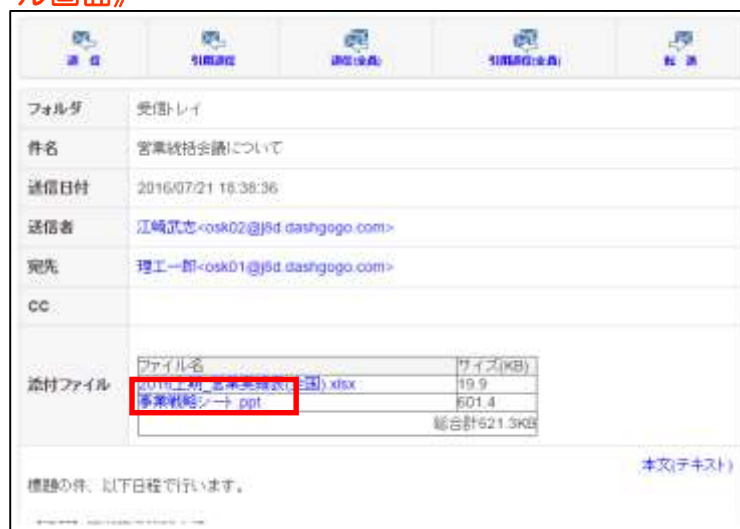 ル画面》
返 信 引用返信 返信(全員) 引用返信(全員) 転 送
フォルダ 受信トレイ
件名 営業統括会議について
送信日付 2016/07/21 18:38:36
送信者 江崎武志<osk02@j6d.dashgogo.com>
宛先 理工一郎<osk01@j6d.dashgogo.com>
CC
添付ファイル
ファイル名 サイズ(KB)
2016上期_営業実績表(全国).xlsx 19.9
事業戦略シート.ppt 601.4
総合計621.3KB
本文(テキスト)
標題の件、以下日程で行います。